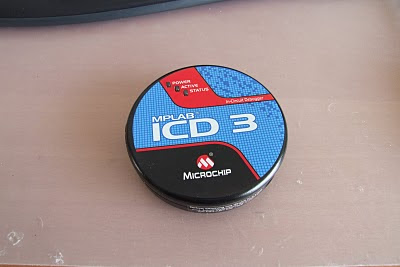 POWER
ACTIVE
STATUS
In-Circuit Debugger
MPLAB®
ICD 3
MICROCHIP